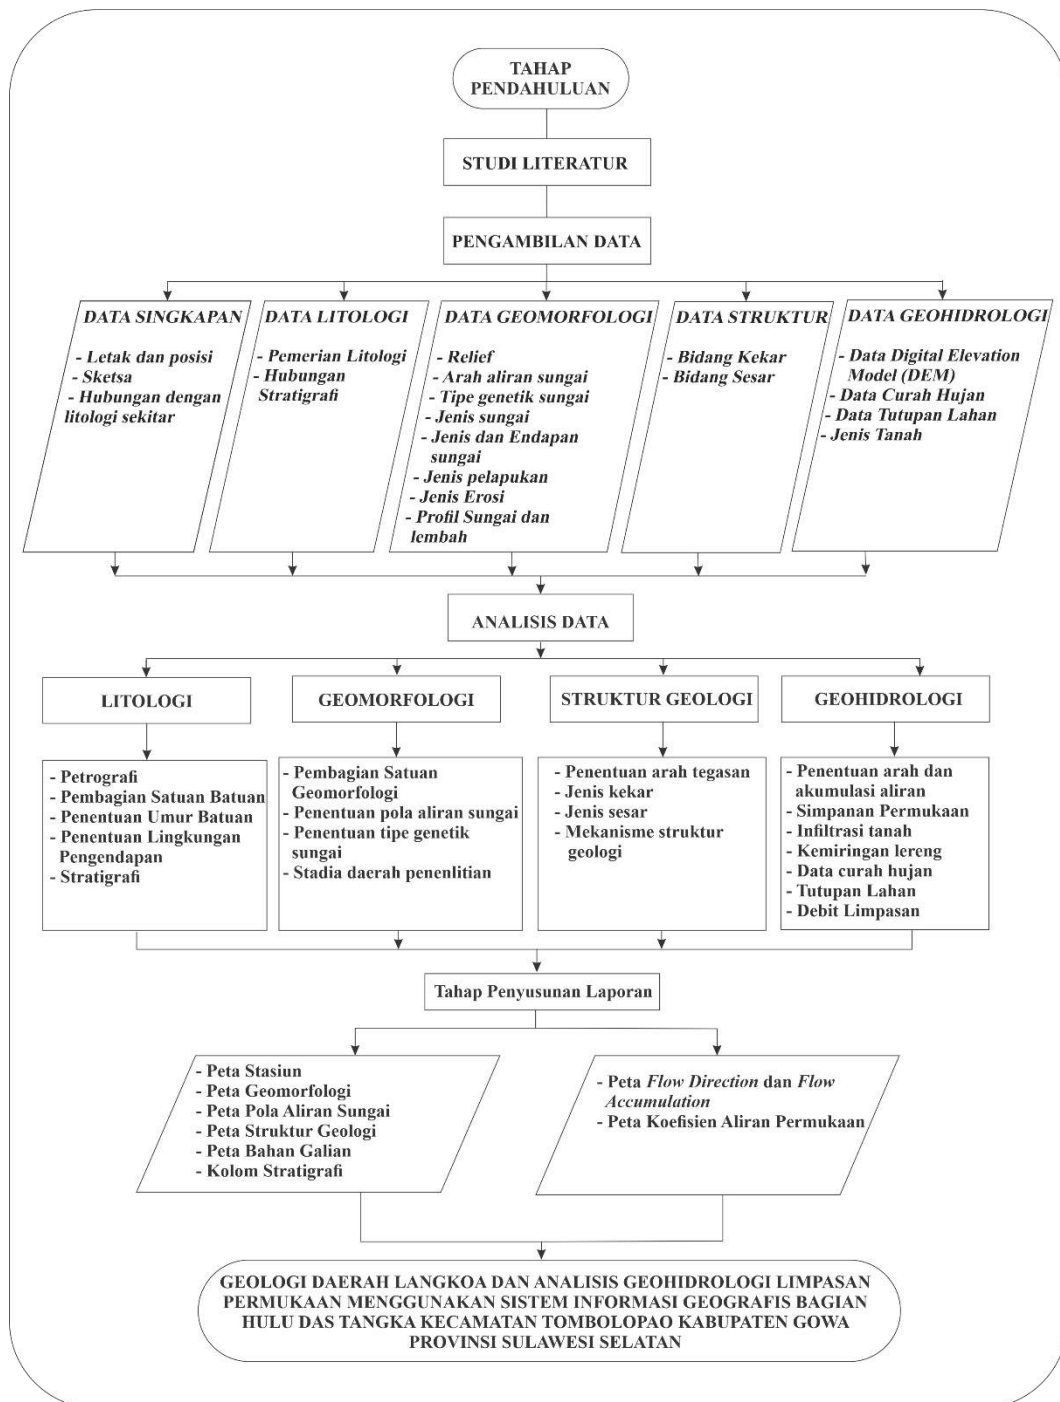 TAHAP
PENDAHULUAN
STUDI LITERATUR
PENGAMBILAN DATA
DATA SINGKAPAN
- Letak dan posisi
- Sketsa
- Hubungan dengan
litologi sekitar
DATA LITOLOGI
- Pemerian Litologi
- Hubungan
Stratigrafi
DATA GEOMORFOLOGI
- Relief
- Arah aliran sungai
- Tipe genetik sungai
- Jenis sungai
- Jenis dan Endapan
sungai
- Jenis pelapukan
- Jenis Erosi
- Profil Sungai dan
lembah
DATA STRUKTUR
- Bidang Kekar
- Bidang Sesar
DATA GEOHIDROLOGI
- Data Digital Elevation
Model (DEM)
- Data Curah Hujan
- Data Tutupan Lahan
- Jenis Tanah
ANALISIS DATA
LITOLOGI
- Petrografi
- Pembagian Satuan Batuan
- Penentuan Umur Batuan
- Penentuan Lingkungan
Pengendapan
- Stratigrafi
GEOMORFOLOGI
- Pembagian Satuan
Geomorfologi
- Penentuan pola aliran sungai
- Penentuan tipe genetik
sungai
- Stadia daerah penenlitian
STRUKTUR GEOLOGI
- Penentuan arah tegasan
- Jenis kekar
- Jenis sesar
- Mekanisme struktur
geologi
GEOHIDROLOGI
- Penentuan arah dan
akumulasi aliran
- Simpanan Permukaan
- Infiltrasi tanah
- Kemiringan lereng
- Data curah hujan
- Tutupan Lahan
- Debit Limpasan
Tahap Penyusunan Laporan
- Peta Stasiun
- Peta Geomorfologi
- Peta Pola Aliran Sungai
- Peta Struktur Geologi
- Peta Bahan Galian
- Kolom Stratigrafi
- Peta Flow Direction dan Flow
Accumulation
- Peta Koefisien Aliran Permukaan
GEOLOGI DAERAH LANGKOA DAN ANALISIS GEOHIDROLOGI LIMPASAN
PERMUKAAN MENGGUNAKAN SISTEM INFORMASI GEOGRAFIS BAGIAN
HULU DAS TANGKA KECAMATAN TOMBOLOPAO KABUPATEN GOWA
PROVINSI SULAWESI SELATAN